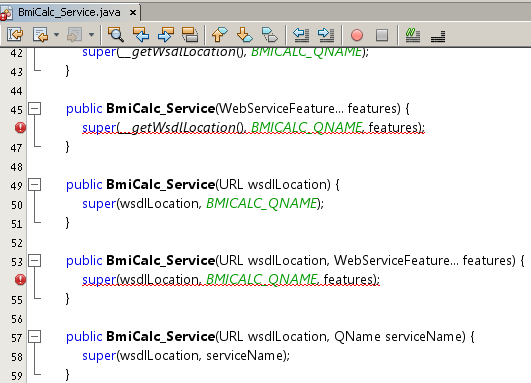 BmiCalc_Service.java
42 super(__getWsdlLocation(), BMICALC_QNAME);
43 }
44
45 public BmiCalc_Service(WebServiceFeature... features) {
super(__getWsdlLocation(), BMICALC_QNAME, features);
47 }
48
49 public BmiCalc_Service(URL wsdlLocation) {
50 super(wsdlLocation, BMICALC_QNAME);
51 }
52
53 public BmiCalc_Service(URL wsdlLocation, WebServiceFeature... features) {
super(wsdlLocation, BMICALC_QNAME, features);
55 }
56
57 public BmiCalc_Service(URL wsdlLocation, QName serviceName) {
58 super(wsdlLocation, serviceName);
59 }